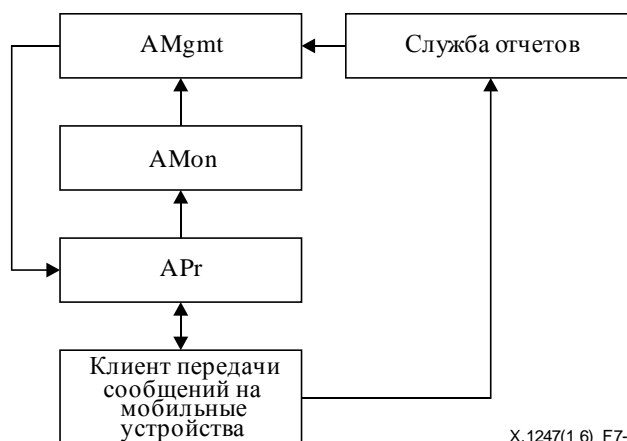 AMgmt
Служба отчетов
AMon
APr
Клиент передачи
сообщений на
мобильные
устройства
X.1247(1 6)_F7-